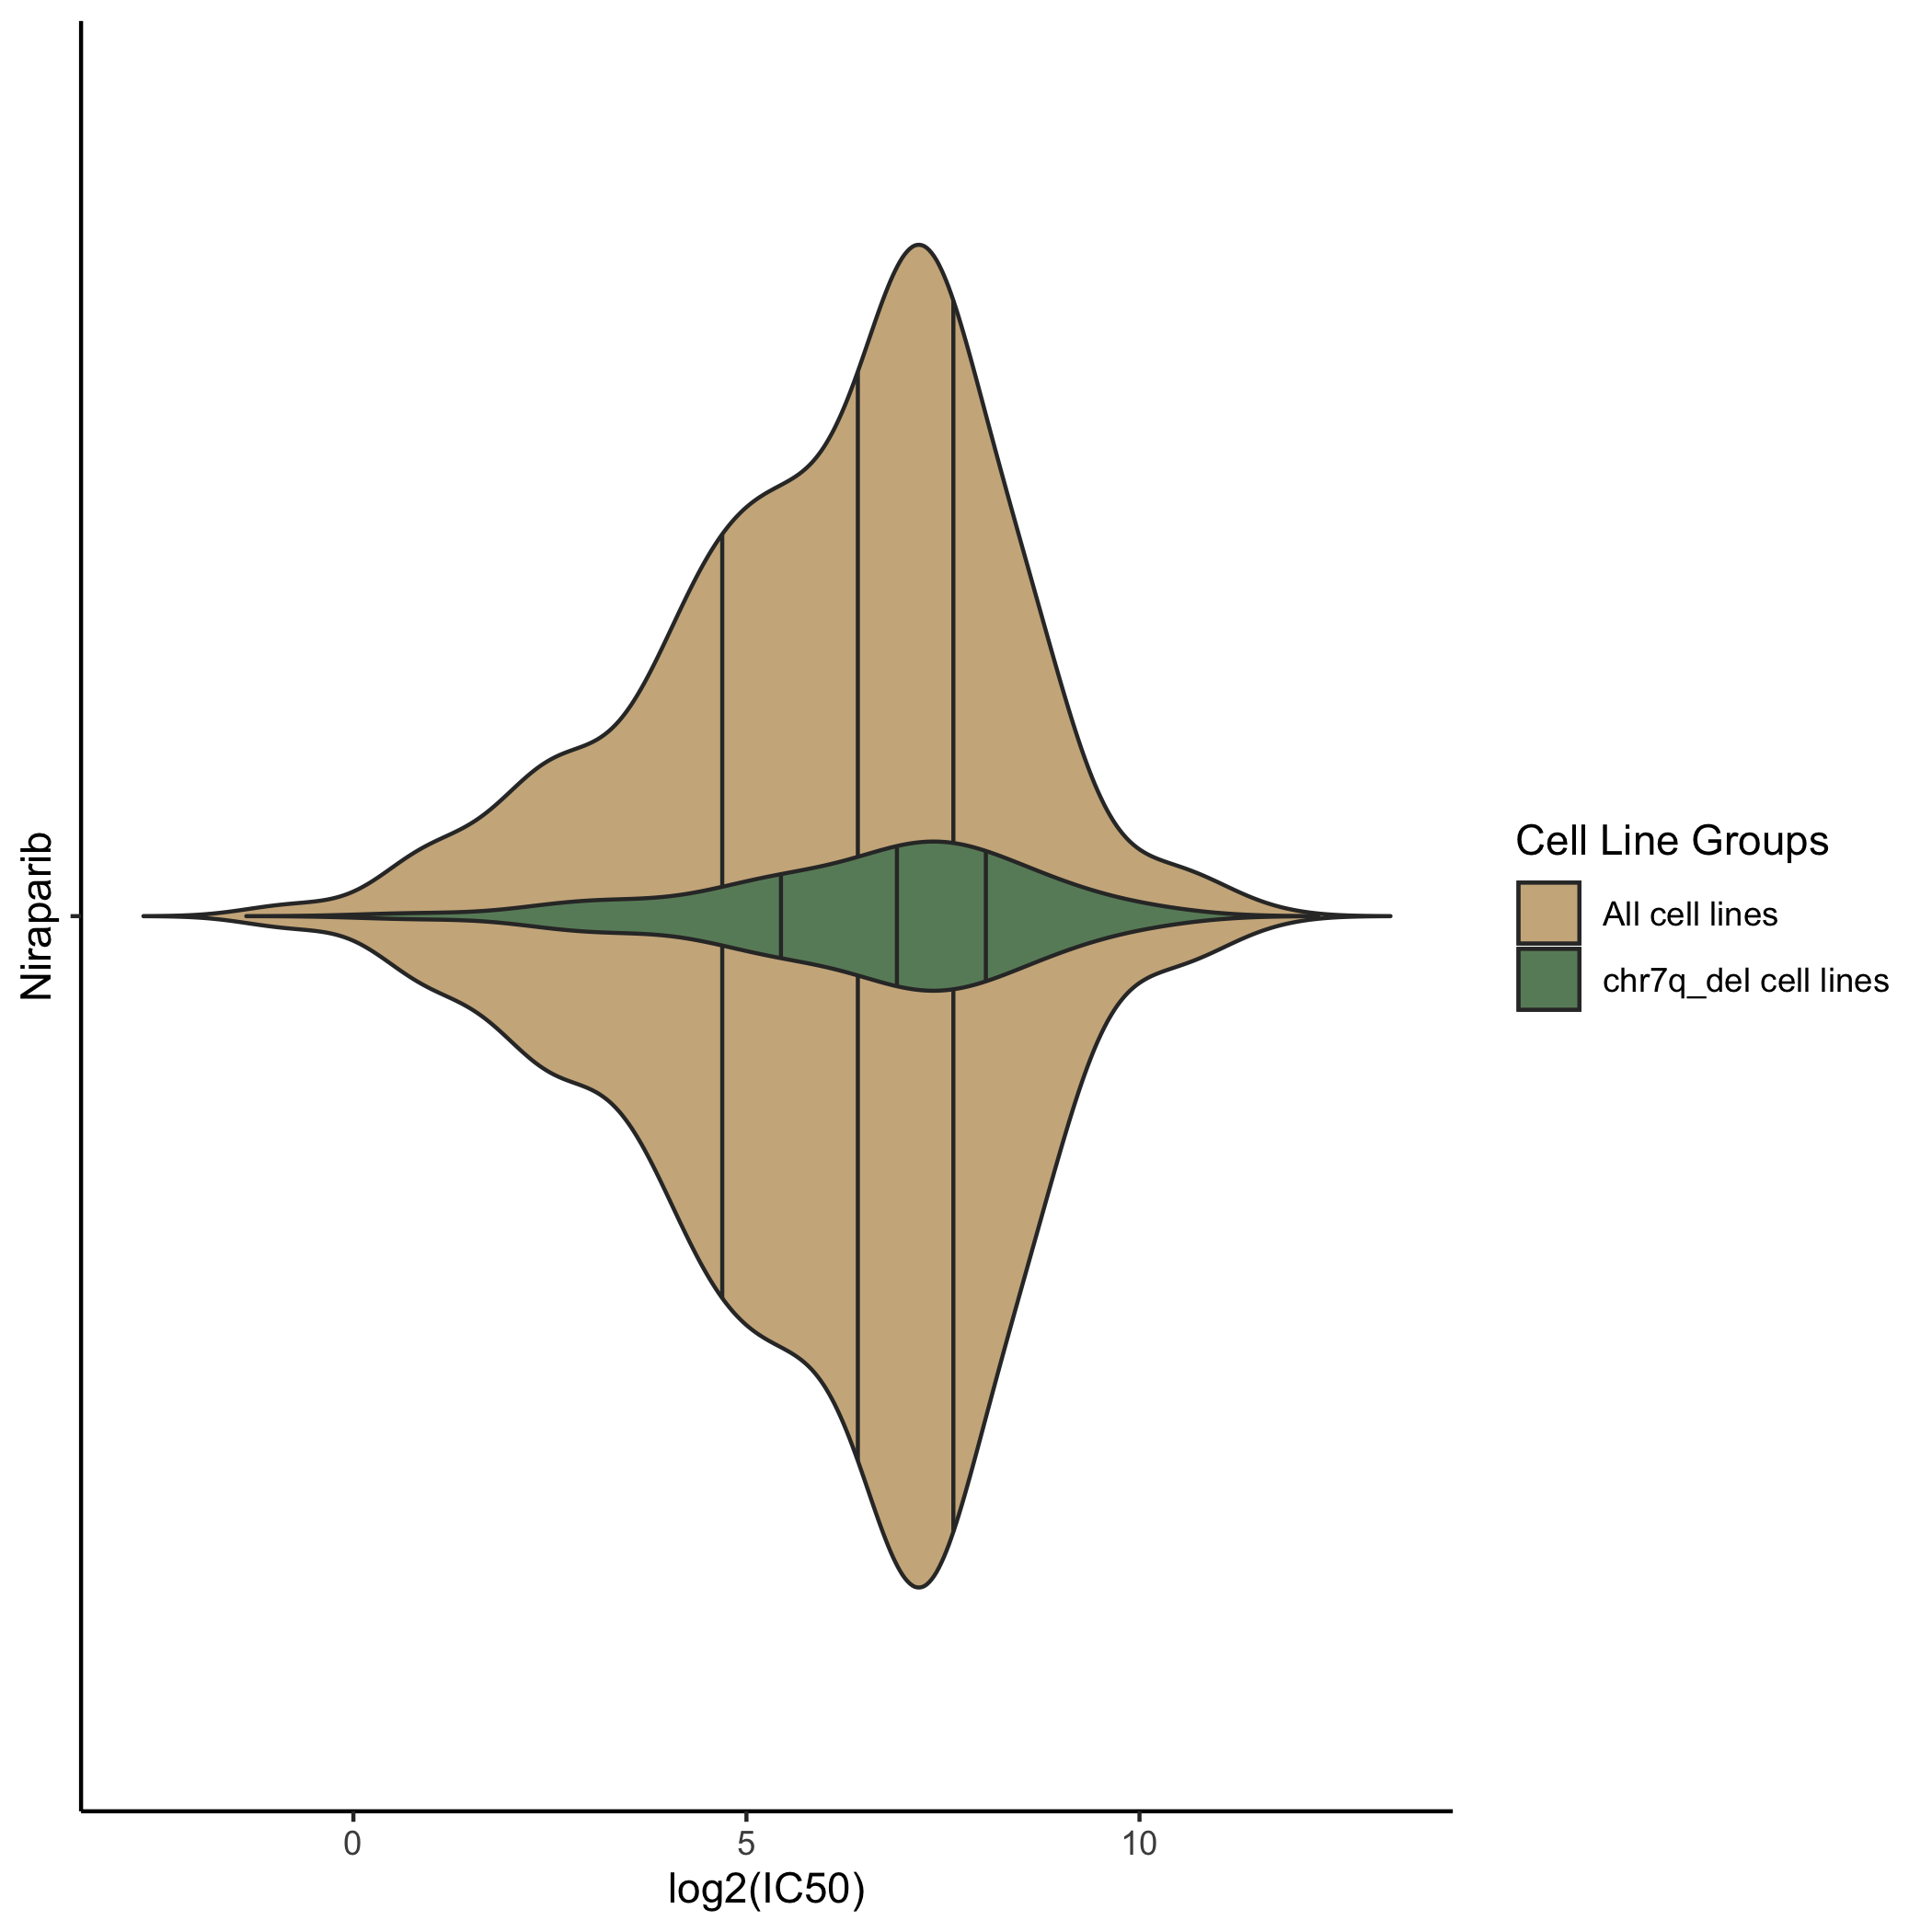 Niraparib
0
5
10
log2(IC50)
Cell Line Groups
All cell lines
chr7q_del cell lines